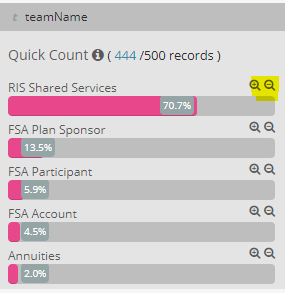 t teamName
Quick Count ( 444 /500 records )
RIS Shared Services
70.7%
FSA Plan Sponsor
13.5%
FSA Participant
5.9%
FSA Account
4.5%
Annuities
2.0%